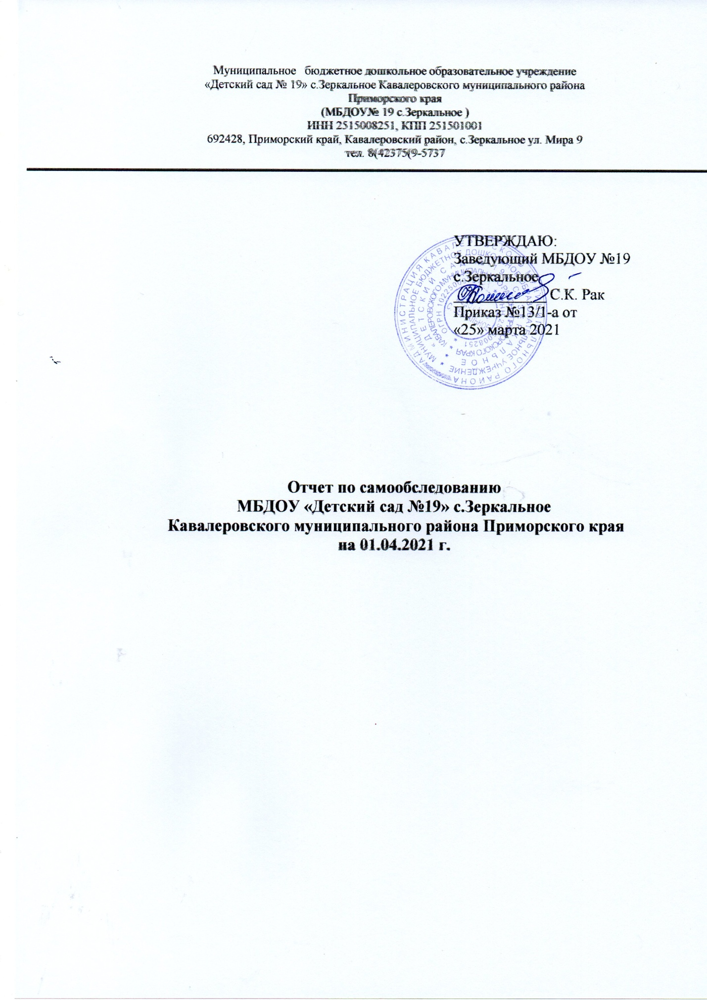 Муниципальное бюджетное дошкольное образовательное учреждение
«Детский сад № 19» с.Зеркальное Кавалеровского муниципального района
Приморского края
(МБДОУ№ 19 с.Зеркальное )
ИНН 2515008251, КПП 251501001
692428, Приморский край, Кавалеровский район, с.Зеркальное ул. Мира 9
тел. 8(42375(9-5737
УТВЕРЖДАЮ:
Заведующий МБДОУ №19
с.Зеркальное
С.К. Рак
Приказ №13/1-а от
«25» марта 2021
Отчет по самообследованию
МБДОУ «Детский сад №19» с.Зеркальное
Кавалеровского муниципального района Приморского края
на 01.04.2021 г.